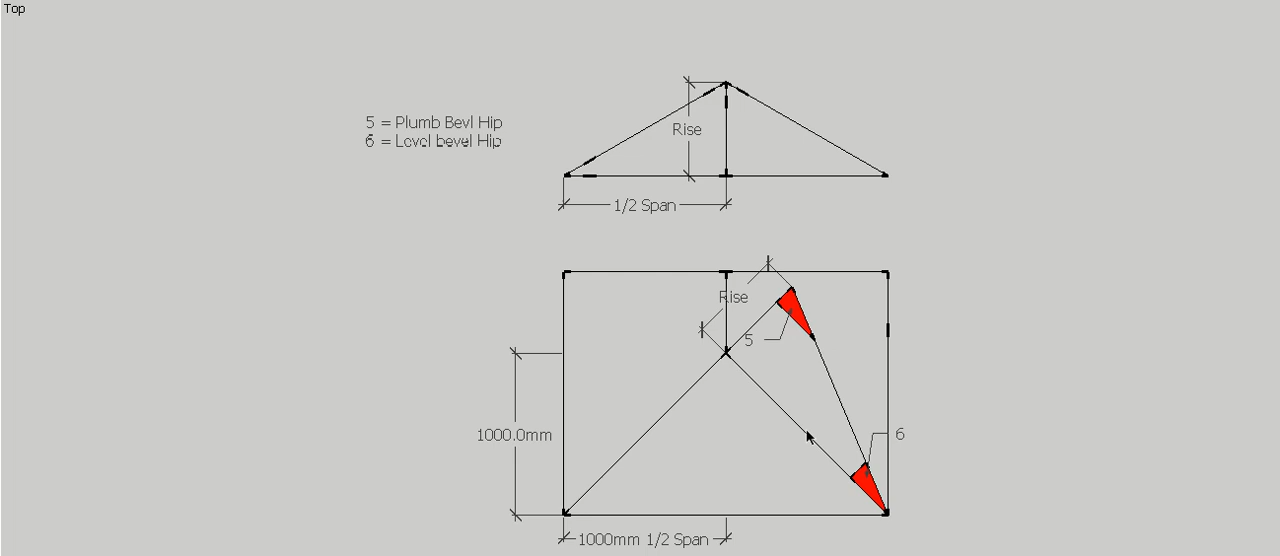 Top
5 = Plumb Bevl Hip
6 = Level bevel Hip
Rise
1/2 Span
Rise
5
1000.0mm
6
1000mm 1/2 Span